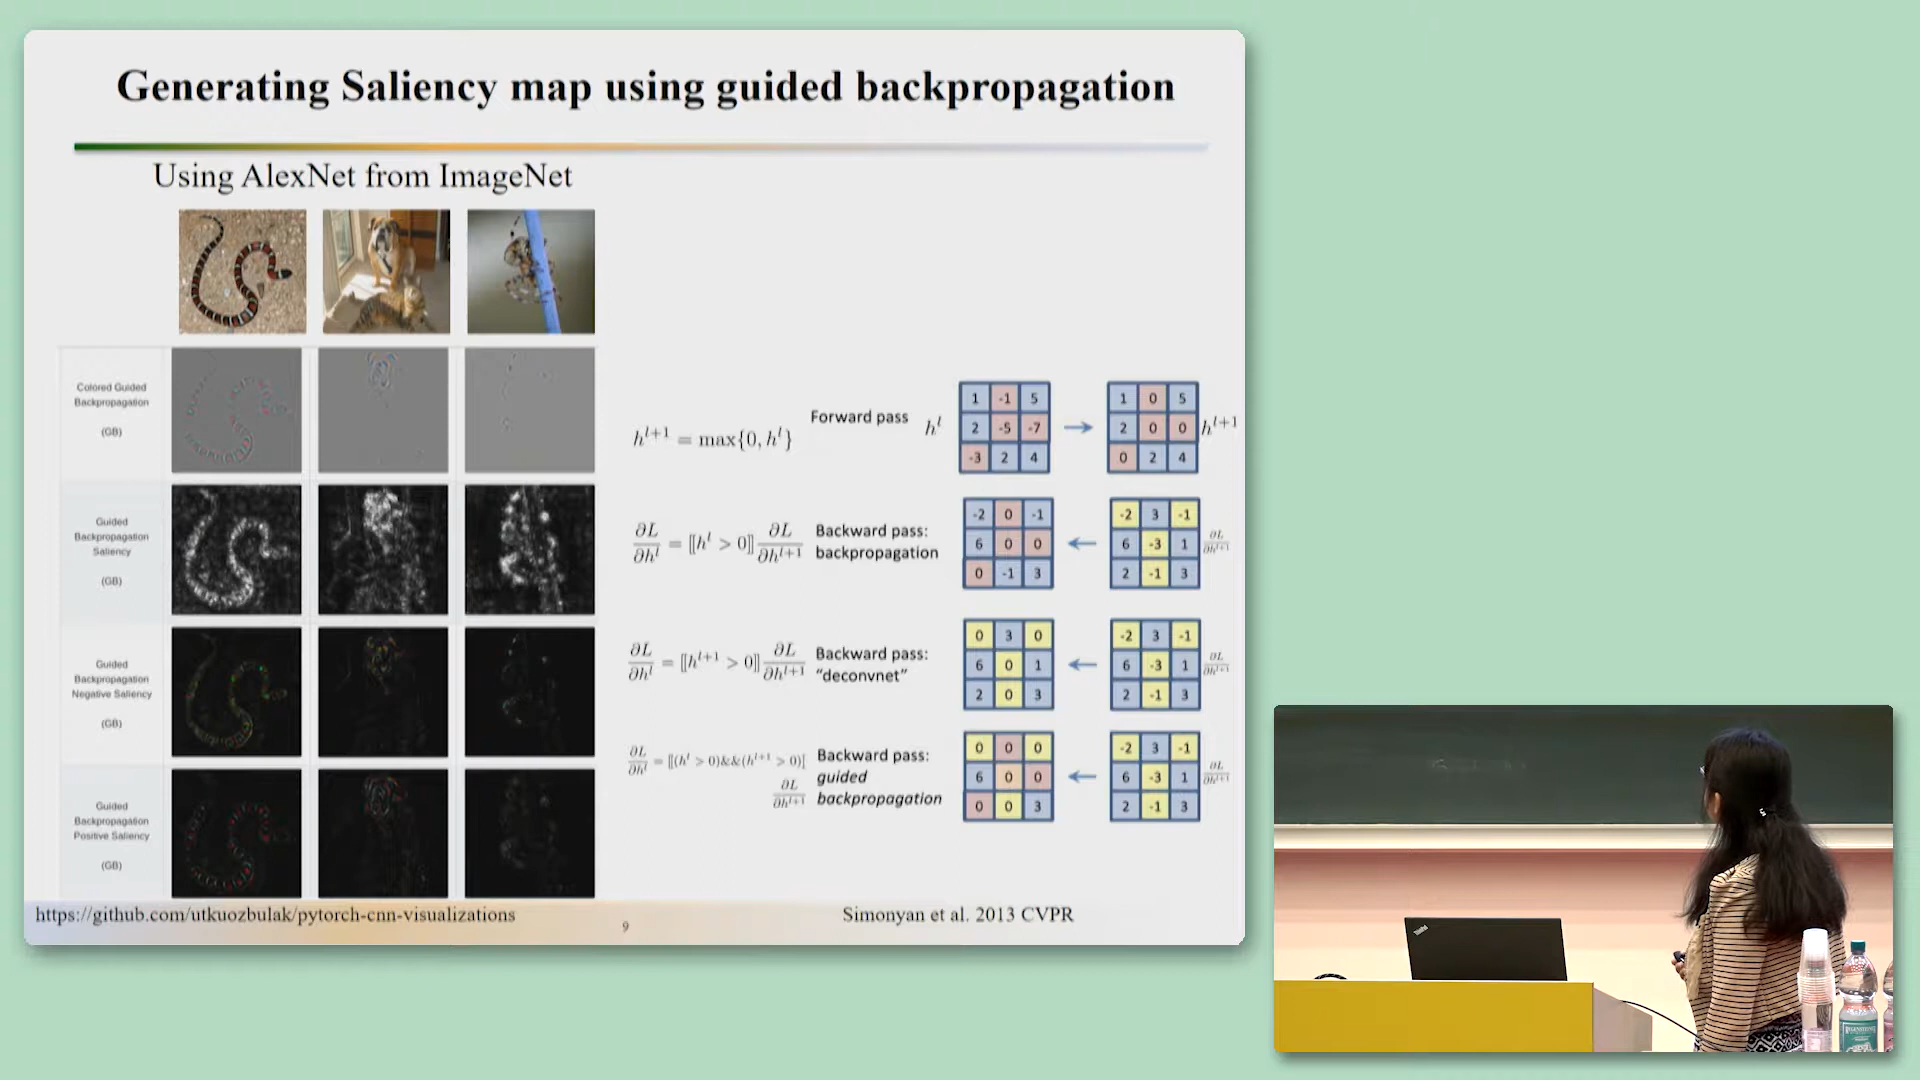 Generating Saliency map using guided backpropagation
Using AlexNet from ImageNet
Colored Guided
Backpropagation
(GB)
Guided
Backpropagation
Saliency
(GB)
Guided
Backpropagation
Negative Saliency
(GB)
Guided
Backpropagation
Positive Saliency
(GB)
h^{l+1} = max{0, h^l}
Forward pass
h^l
1 -1 5
2 -5 -7
-3 2 4
→
1 0 5
2 0 0
0 2 4
h^{l+1}
∂L/∂h^l = [[h^l > 0]] ∂L/∂h^{l+1}
Backward pass:
backpropagation
-2 0 -1
6 0 0
0 -1 3
←
-2 3 -1
6 -3 1
2 -1 3
∂L/∂h^{l+1}
∂L/∂h^l = [[h^{l+1} > 0]] ∂L/∂h^{l+1}
Backward pass:
“deconvnet”
0 3 0
6 0 1
2 0 3
←
-2 3 -1
6 -3 1
2 -1 3
∂L/∂h^{l+1}
∂L/∂h^l = [[(h^l > 0)&&(h^{l+1} > 0)[
∂L/∂h^{l+1}
Backward pass:
guided
backpropagation
0 0 0
6 0 0
0 0 3
←
-2 3 -1
6 -3 1
2 -1 3
∂L/∂h^{l+1}
https://github.com/utkuozbulak/pytorch-cnn-visualizations
9
Simonyan et al. 2013 CVPR
ThinkPad